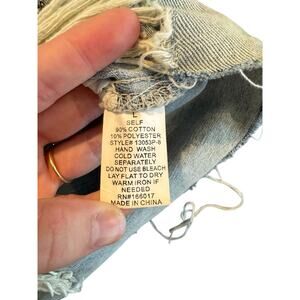 L
SELF
90% COTTON
10% POLYESTER
STYLE# 13053P-8
HAND WASH
COLD WATER
SEPARATELY
DO NOT USE BLEACH
LAY FLAT TO DRY
WARM IRON IF
NEEDED
RN#166017
MADE IN CHINA